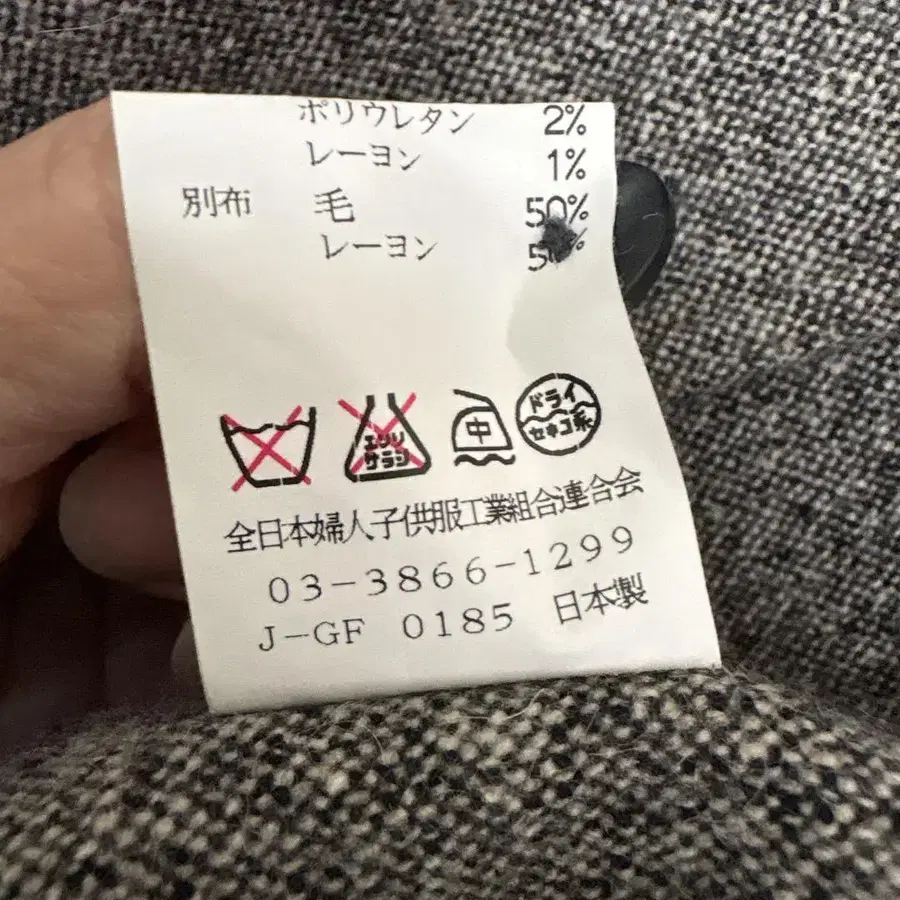 ポリウレタン 2%
レーヨン 1%
別布 毛 50%
レーヨン
中
ドライ
セキユ系
エンソ
サラシ
全日本婦人子供服工業組合連合会
03-3866-1299
J-GF 0185 日本製